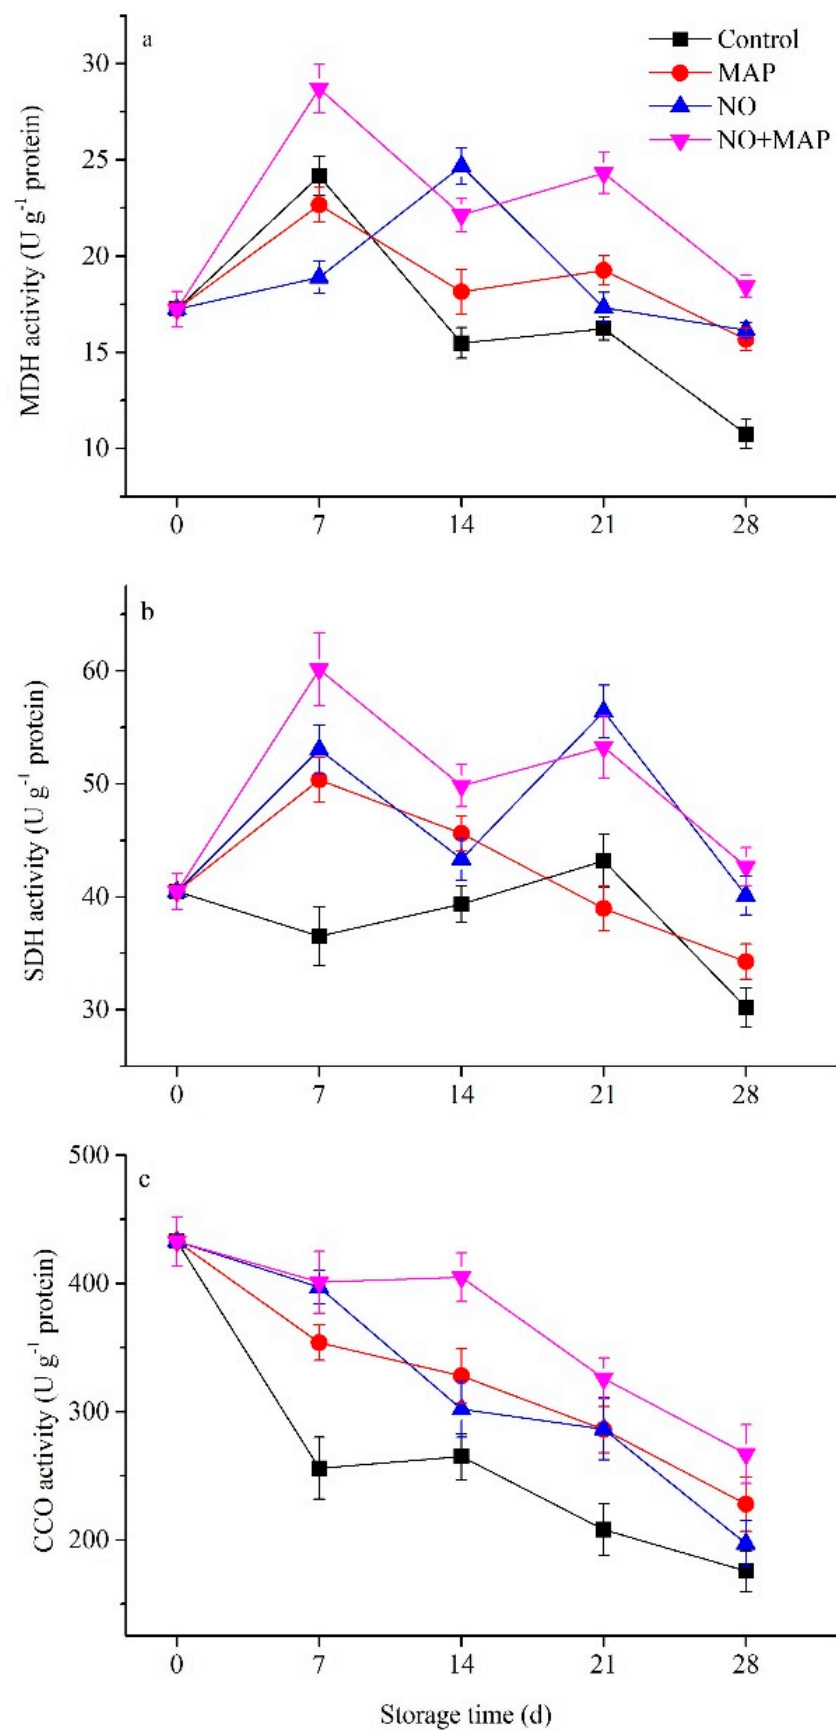 a
Control
MAP
NO
NO+MAP
MDH activity (U g⁻¹ protein)
30
25
20
15
10
0 7 14 21 28
b
SDH activity (U g⁻¹ protein)
60
50
40
30
0 7 14 21 28
c
CCO activity (U g⁻¹ protein)
500
400
300
200
0 7 14 21 28
Storage time (d)